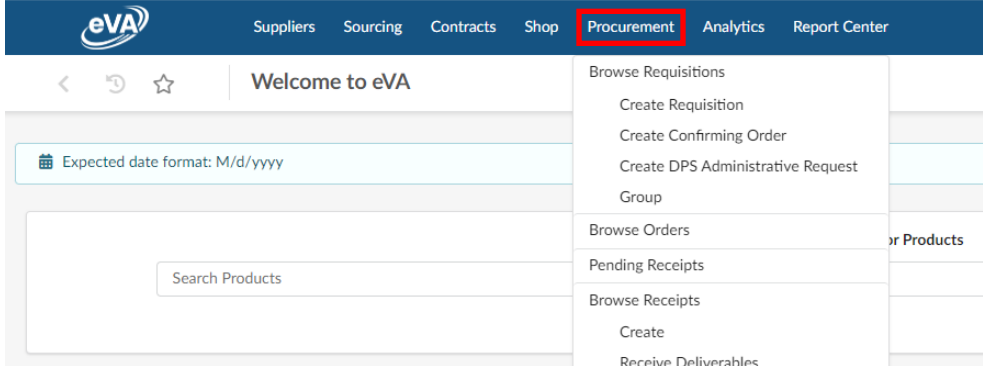 eVA
Suppliers Sourcing Contracts Shop Procurement Analytics Report Center
Welcome to eVA
Browse Requisitions
Create Requisition
Create Confirming Order
Expected date format: M/d/yyyy
Create DPS Administrative Request
Group
Browse Orders
or Products
Pending Receipts
Search Products
Browse Receipts
Create
Receive Deliverables